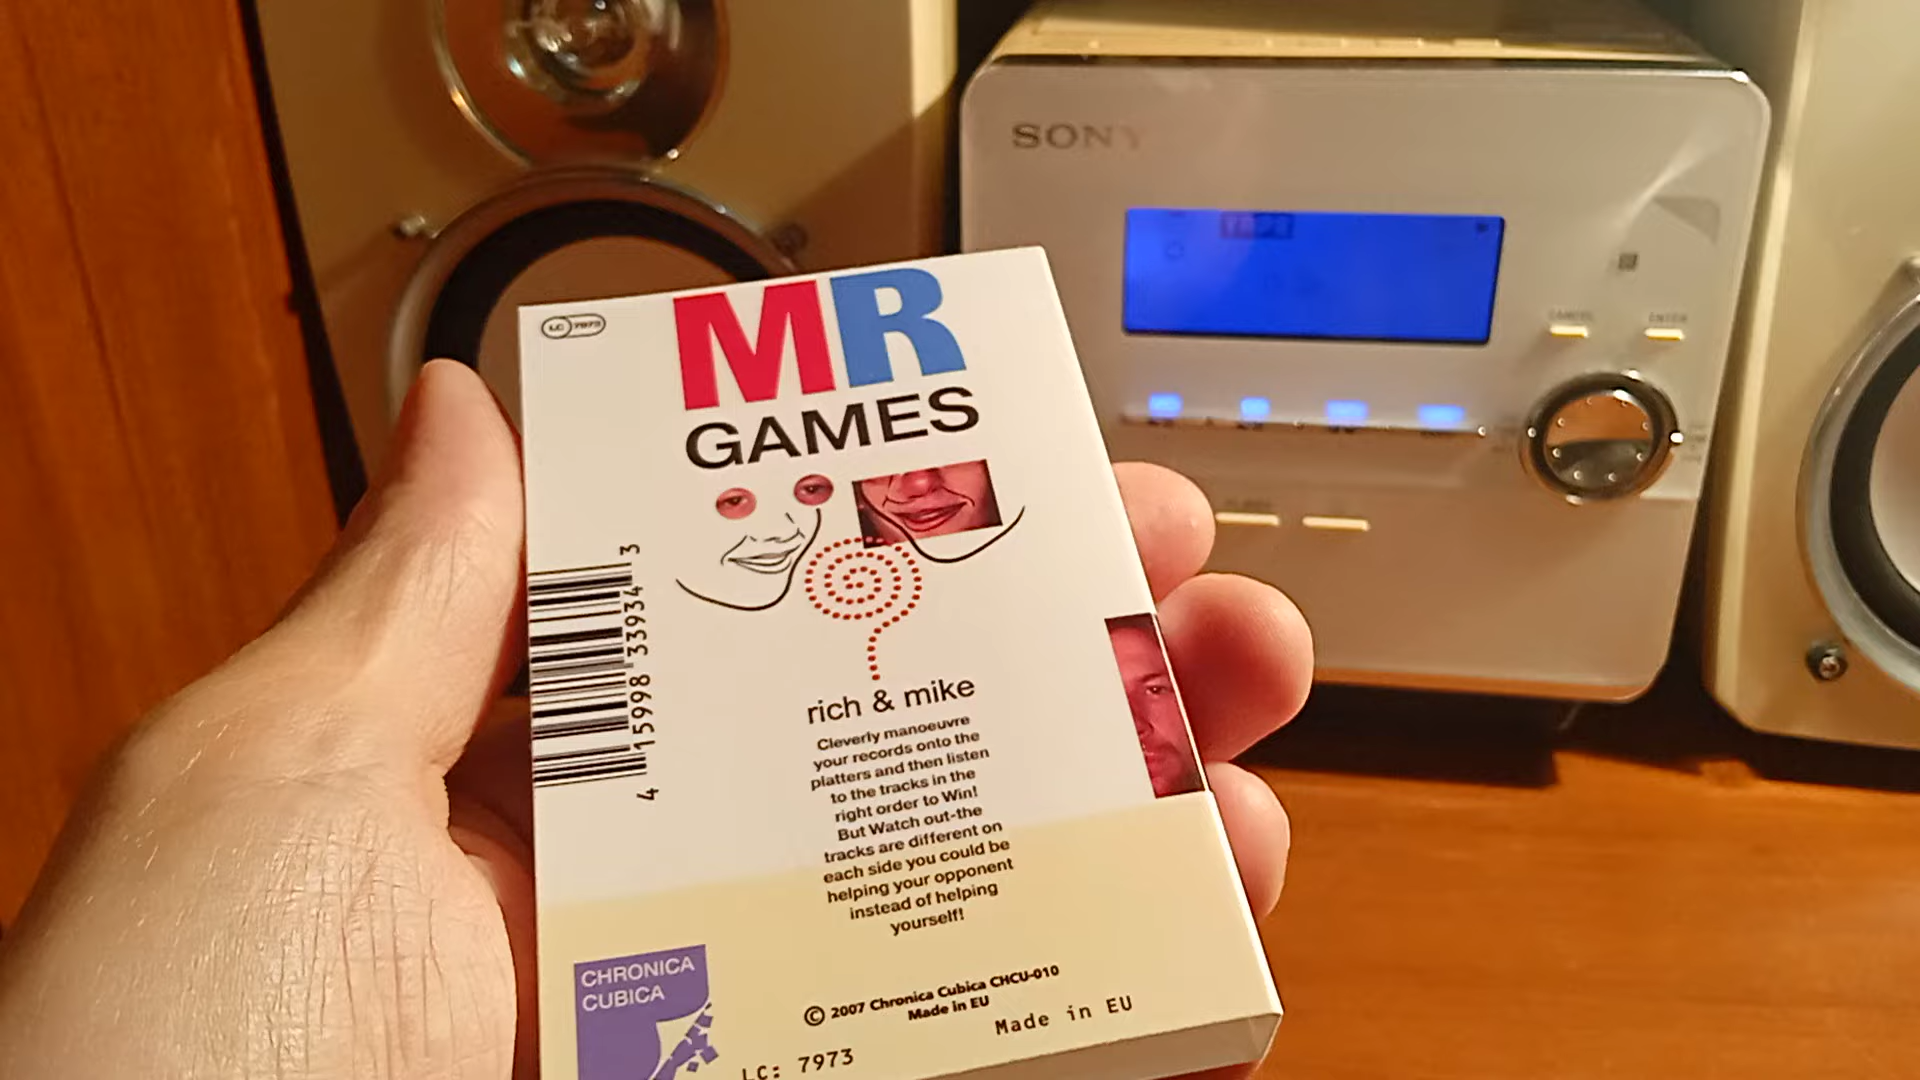 SONY
TAPE
CANCEL
ENTER
LC 7973
MR
GAMES
4 15998 33934 3
rich & mike
Cleverly manoeuvre
your records onto the
platters and then listen
to the tracks in the
right order to Win!
But Watch out-the
tracks are different on
each side you could be
helping your opponent
instead of helping
yourself!
CHRONICA
CUBICA
© 2007 Chronica Cubica CHCU-010
Made in EU
Made in EU
LC: 7973